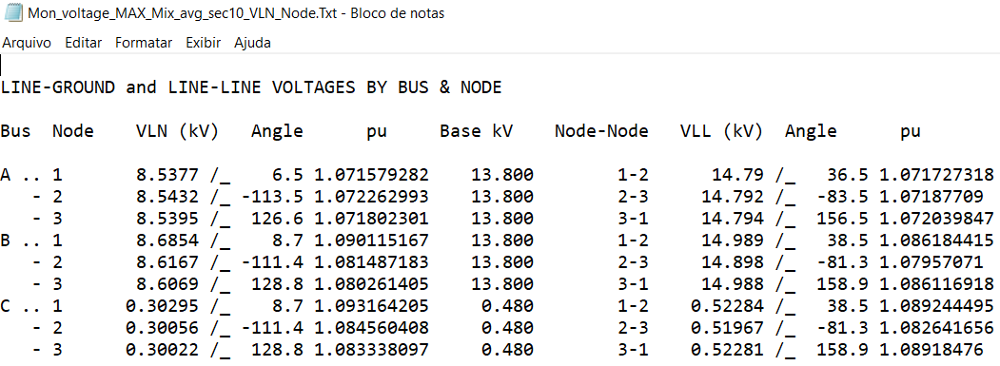 Mon_voltage_MAX_Mix_avg_sec10_VLN_Node.Txt - Bloco de notas
Arquivo Editar Formatar Exibir Ajuda
LINE-GROUND and LINE-LINE VOLTAGES BY BUS & NODE
Bus Node VLN (kV) Angle pu Base kV Node-Node VLL (kV) Angle pu
A .. 1 8.5377 /_ 6.5 1.071579282 13.800 1-2 14.79 /_ 36.5 1.071727318
- 2 8.5432 /_ -113.5 1.072262993 13.800 2-3 14.792 /_ -83.5 1.07187709
- 3 8.5395 /_ 126.6 1.071802301 13.800 3-1 14.794 /_ 156.5 1.072039847
B .. 1 8.6854 /_ 8.7 1.090115167 13.800 1-2 14.989 /_ 38.5 1.086184415
- 2 8.6167 /_ -111.4 1.081487183 13.800 2-3 14.898 /_ -81.3 1.07957071
- 3 8.6069 /_ 128.8 1.080261405 13.800 3-1 14.988 /_ 158.9 1.086116918
C .. 1 0.30295 /_ 8.7 1.093164205 0.480 1-2 0.52284 /_ 38.5 1.089244495
- 2 0.30056 /_ -111.4 1.084560408 0.480 2-3 0.51967 /_ -81.3 1.082641656
- 3 0.30022 /_ 128.8 1.083338097 0.480 3-1 0.52281 /_ 158.9 1.08918476